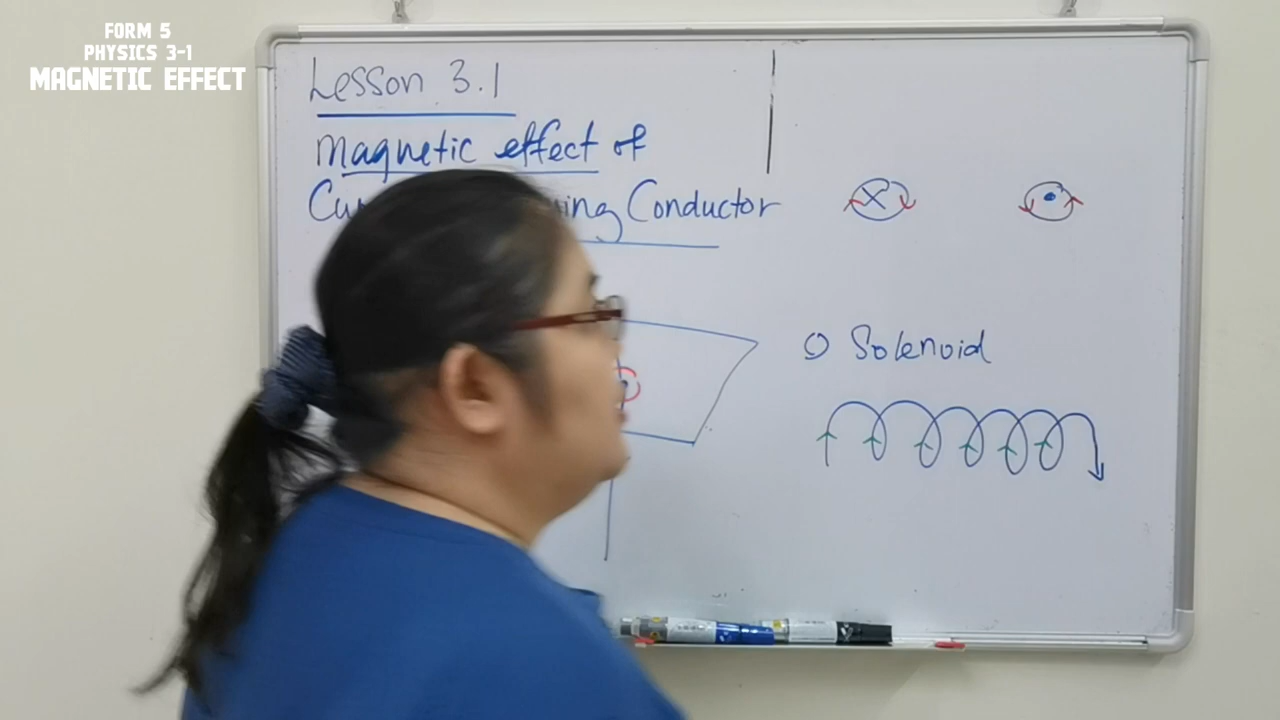 FORM 5
PHYSICS 3-1
MAGNETIC EFFECT
Lesson 3.1
Magnetic effect of
Conductor
Solenoid